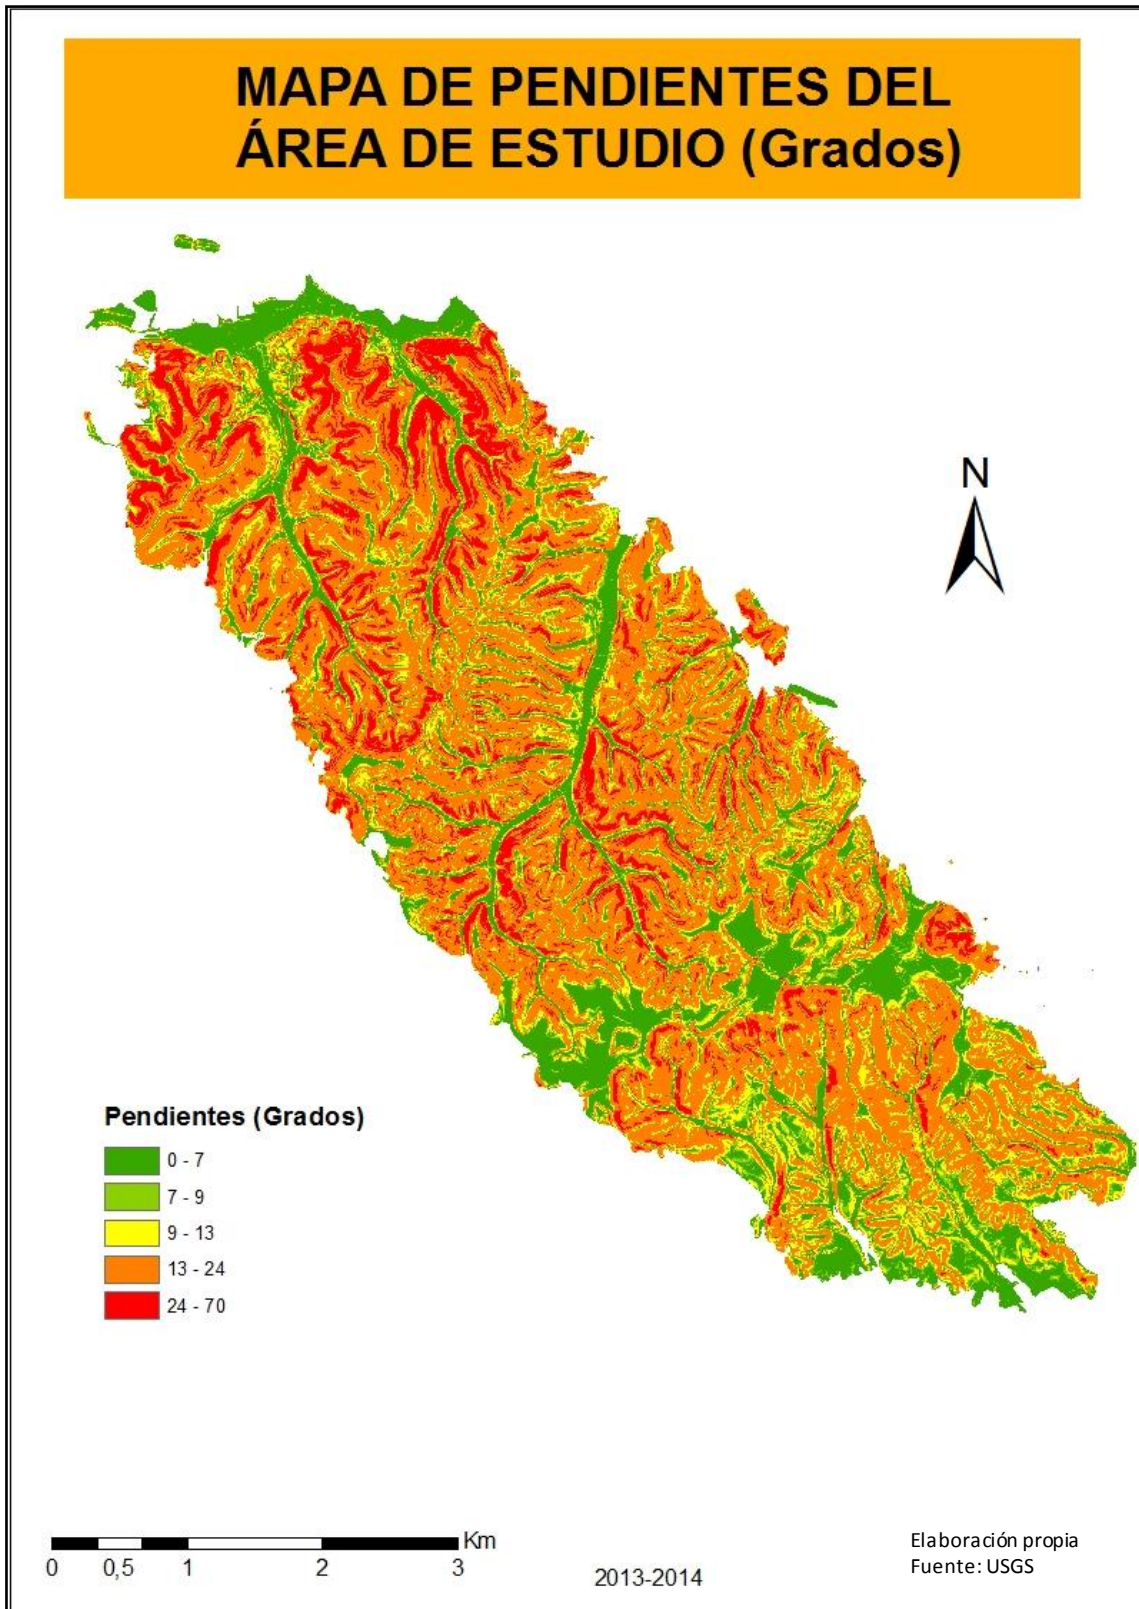 MAPA DE PENDIENTES DEL
ÁREA DE ESTUDIO (Grados)
N
Pendientes (Grados)
0 - 7
7 - 9
9 - 13
13 - 24
24 - 70
Km
0 0,5 1 2 3
2013-2014
Elaboración propia
Fuente: USGS